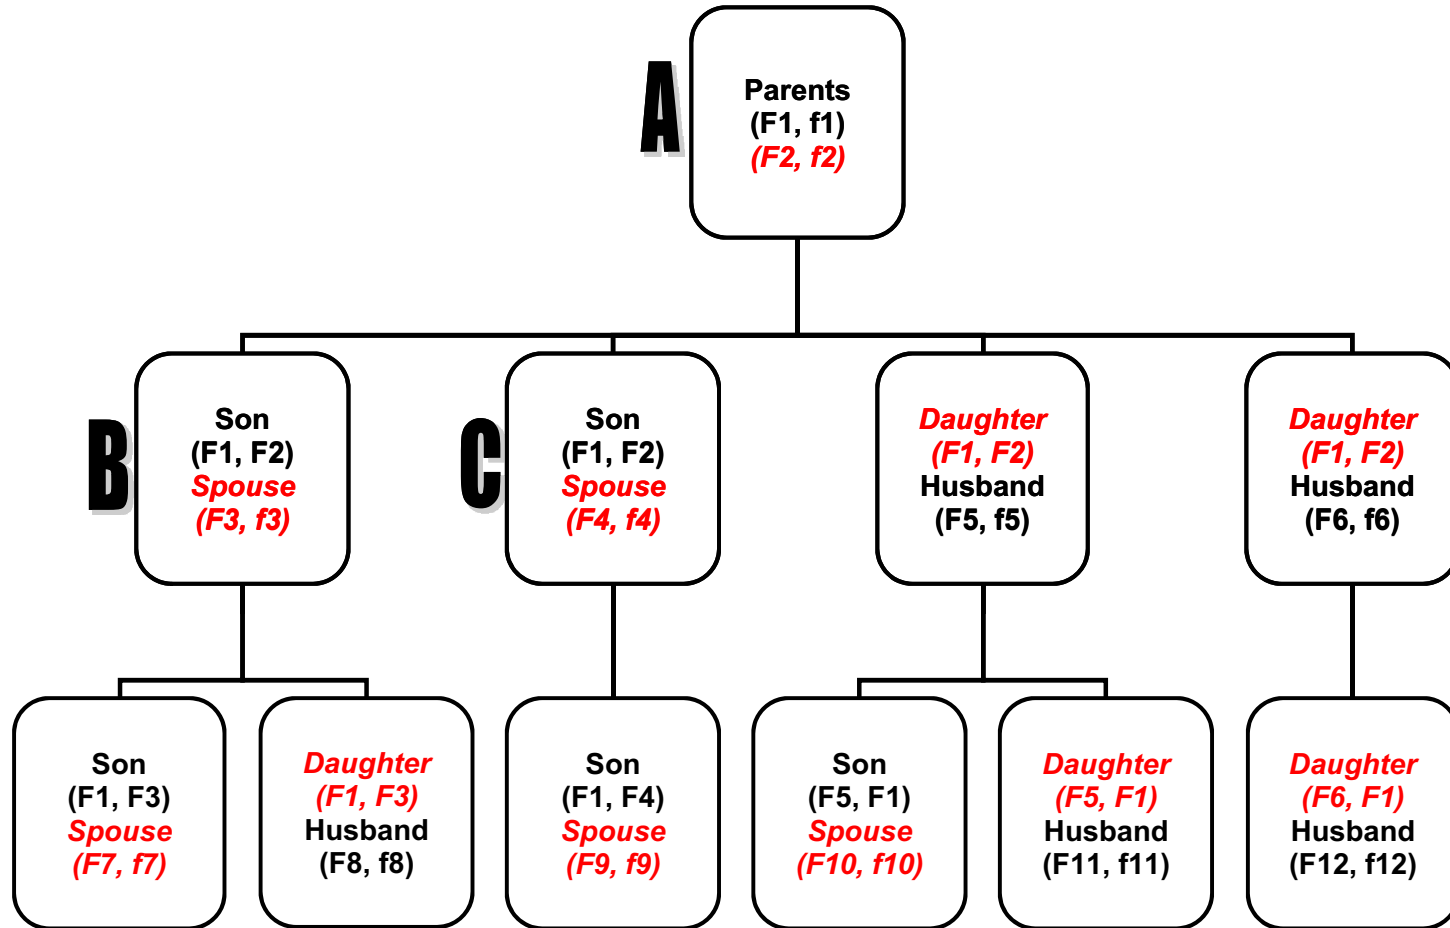 A
Parents
(F1, f1)
(F2, f2)
B
Son
(F1, F2)
Spouse
(F3, f3)
C
Son
(F1, F2)
Spouse
(F4, f4)
Daughter
(F1, F2)
Husband
(F5, f5)
Daughter
(F1, F2)
Husband
(F6, f6)
Son
(F1, F3)
Spouse
(F7, f7)
Daughter
(F1, F3)
Husband
(F8, f8)
Son
(F1, F4)
Spouse
(F9, f9)
Son
(F5, F1)
Spouse
(F10, f10)
Daughter
(F5, F1)
Husband
(F11, f11)
Daughter
(F6, F1)
Husband
(F12, f12)